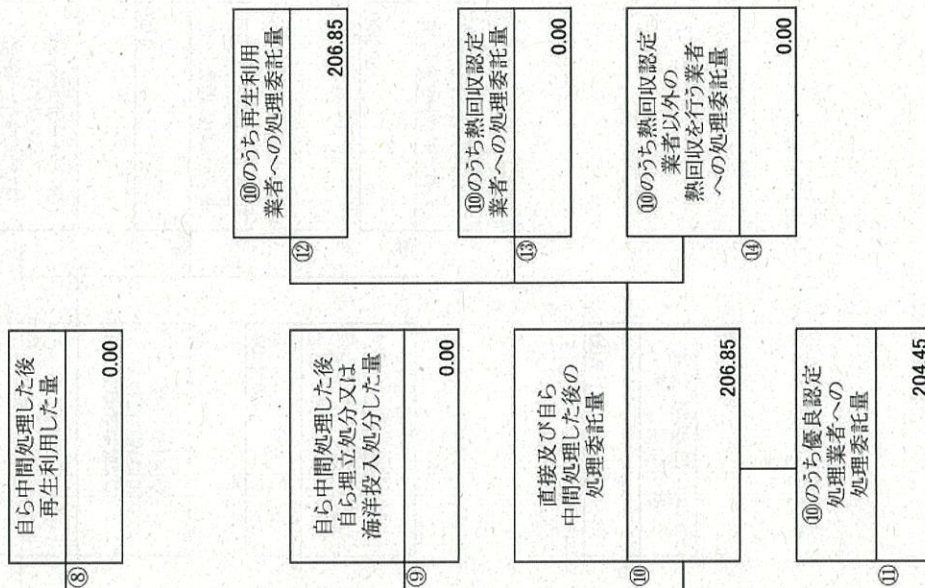 ⑧
自ら中間処理した後
再生利用した量
0.00
⑨
自ら中間処理した後
自ら埋立処分又は
海洋投入処分した量
0.00
⑩
直接及び自ら
中間処理した後の
処理委託量
206.85
⑪
⑩のうち優良認定
処理業者への
処理委託量
204.45
⑫
⑩のうち再生利用
業者への処理委託量
206.85
⑬
⑩のうち熱回収認定
業者への処理委託量
0.00
⑭
⑩のうち熱回収認定
業者以外の
熱回収を行う業者
への処理委託量
0.00